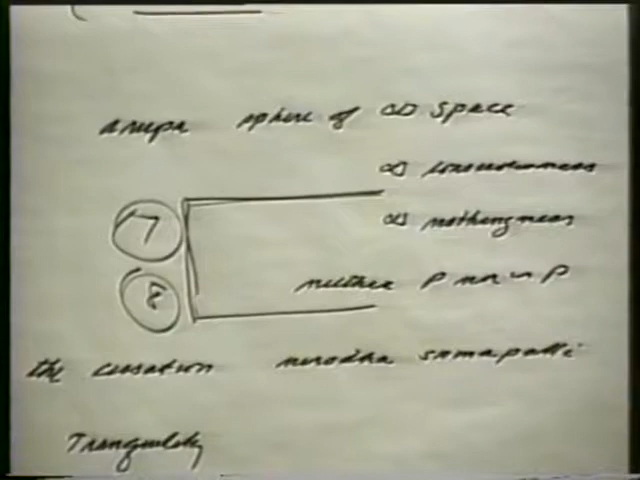 arupa sphere of ∞ space
∞ consciousness
7 ∞ nothingness
8 neither P nor ~ P
the cessation nirodha samapatti
Tranquility